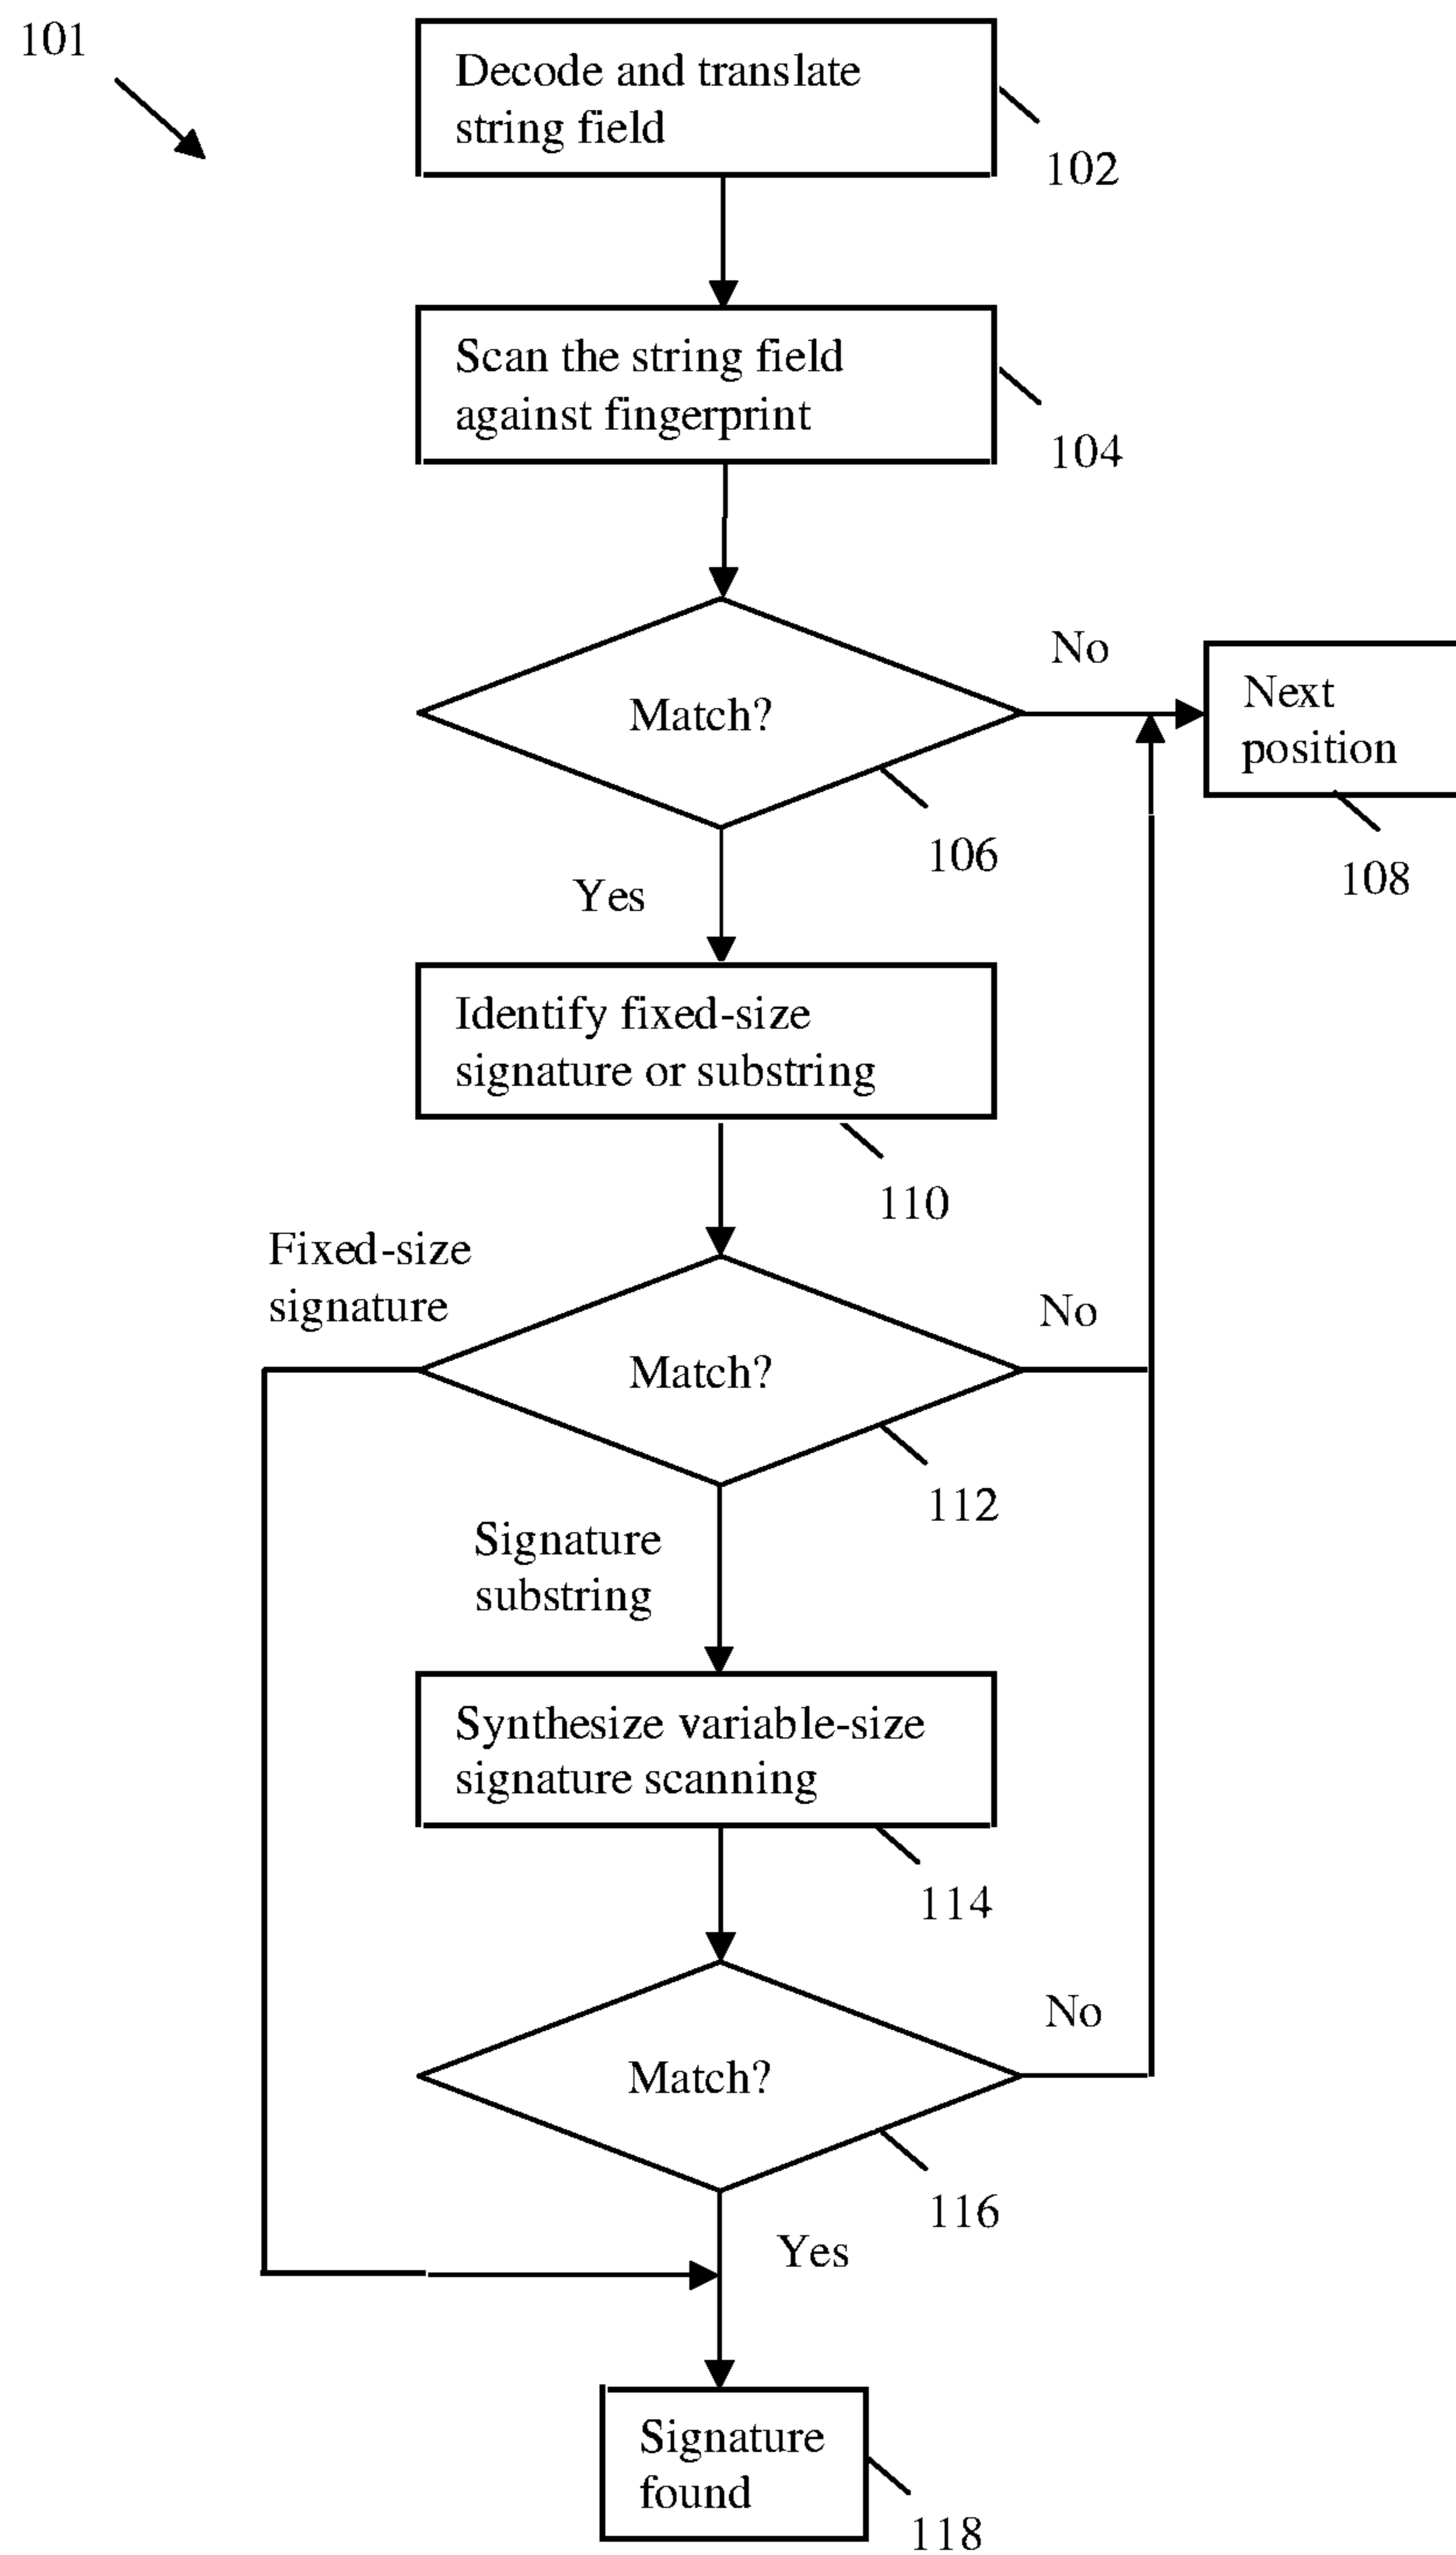 101
Decode and translate
string field
102
Scan the string field
against fingerprint
104
Match?
No
106
Next
position
108
Yes
Identify fixed-size
signature or substring
110
Fixed-size
signature
Match?
No
112
Signature
substring
Synthesize variable-size
signature scanning
114
Match?
No
116
Yes
Signature
found
118